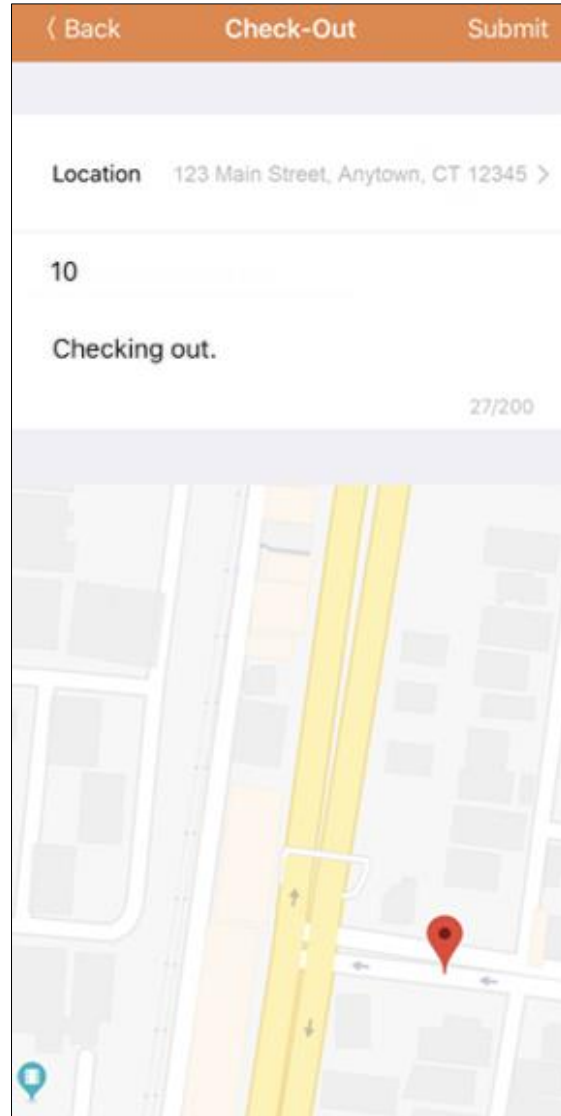 Back Check-Out Submit
Location 123 Main Street, Anytown, CT 12345
10
Checking out.
27/200